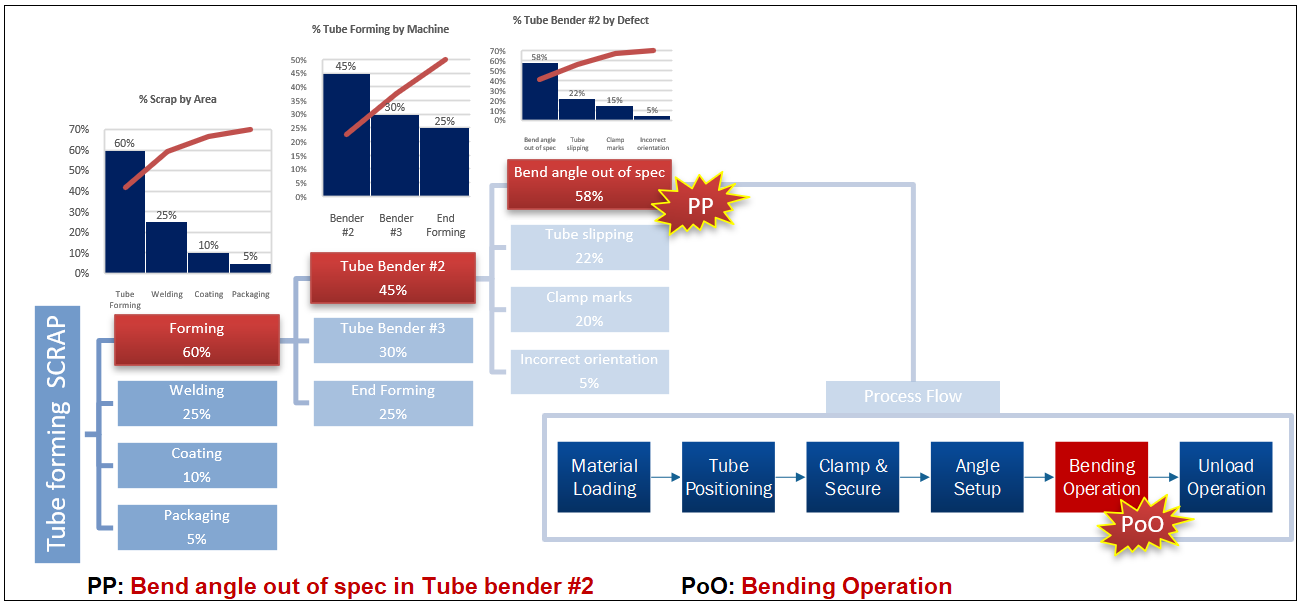 % Scrap by Area
70%
60%
50%
40%
30%
20%
10%
0%
60%
25%
10%
5%
Tube Forming
Welding
Coating
Packaging
% Tube Forming by Machine
50%
45%
40%
35%
30%
25%
20%
15%
10%
5%
0%
45%
30%
25%
Bender #2
Bender #3
End Forming
% Tube Bender #2 by Defect
70%
60%
50%
40%
30%
20%
10%
0%
58%
22%
15%
5%
Bend angle out of spec
Tube slipping
Clamp marks
Incorrect orientation
Tube forming SCRAP
Forming
60%
Welding
25%
Coating
10%
Packaging
5%
Tube Bender #2
45%
Tube Bender #3
30%
End Forming
25%
Bend angle out of spec
58%
PP
Tube slipping
22%
Clamp marks
20%
Incorrect orientation
5%
Process Flow
Material
Loading
Tube
Positioning
Clamp &
Secure
Angle
Setup
Bending
Operation
Unload
Operation
PoO
PP: Bend angle out of spec in Tube bender #2
PoO: Bending Operation